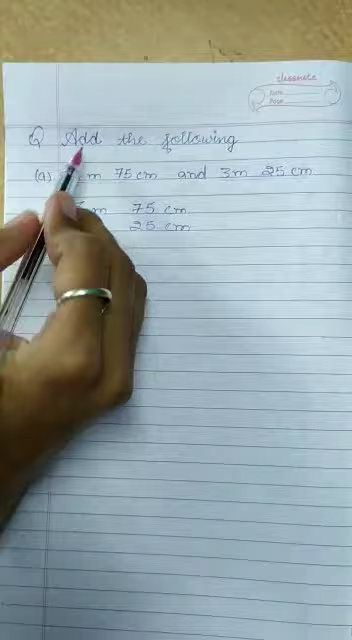 classmate
Date
Page
Q Add the following
(a) m 75 cm and 3m 25 cm
m 75 cm
25 cm